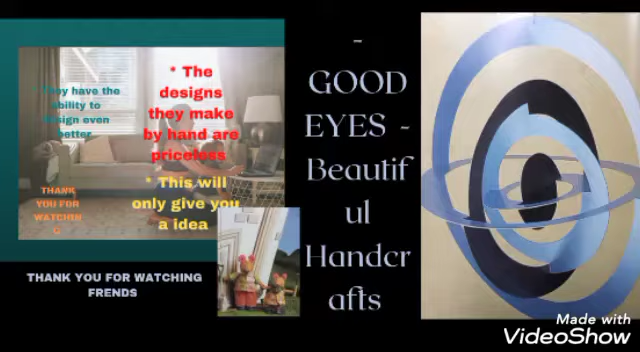 * The
designs
they make
by hand are
priceless
* This will
only give you
a idea
* They have the
ability to
design even
better.
THANK
YOU FOR
WATCHIN
G
THANK YOU FOR WATCHING
FRENDS
-
GOOD
EYES -
Beautif
ul
Handcr
afts
Made with
VideoShow